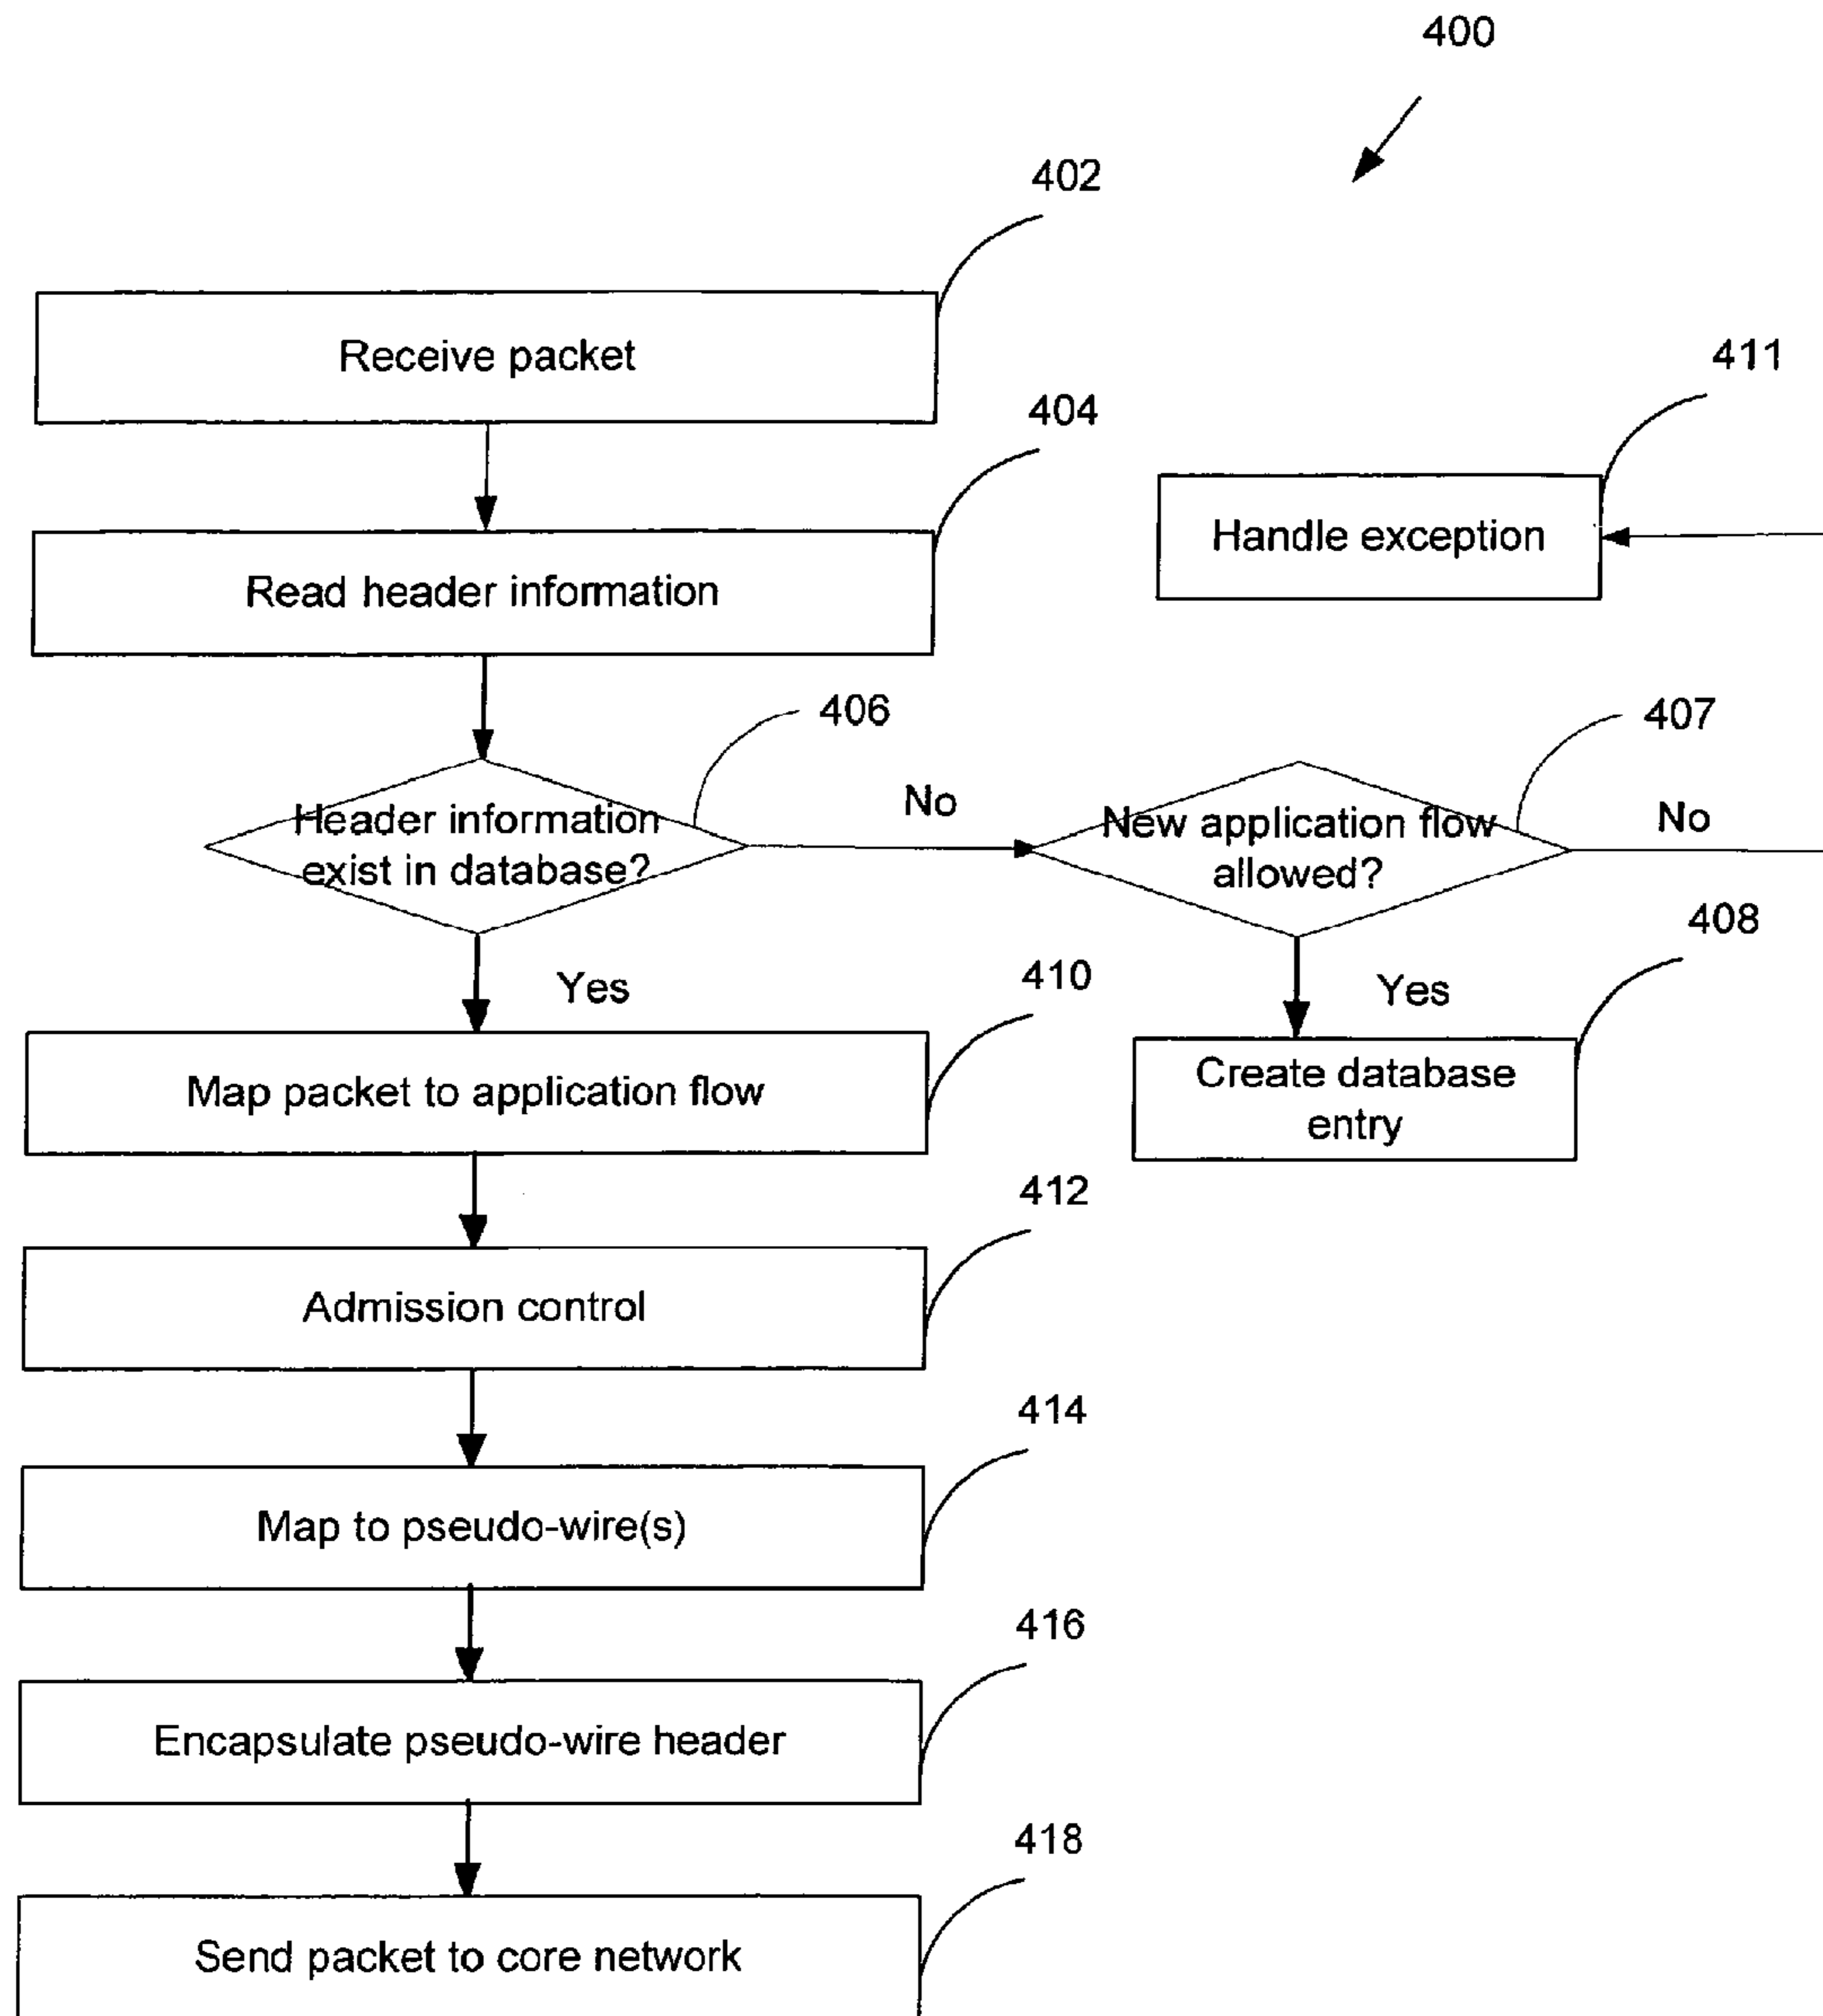 400
402
Receive packet
411
404
Handle exception
Read header information
406
407
Header information
exist in database?
No
New application flow
allowed?
No
408
410
Yes
Yes
Map packet to application flow
Create database
entry
412
Admission control
414
Map to pseudo-wire(s)
416
Encapsulate pseudo-wire header
418
Send packet to core network